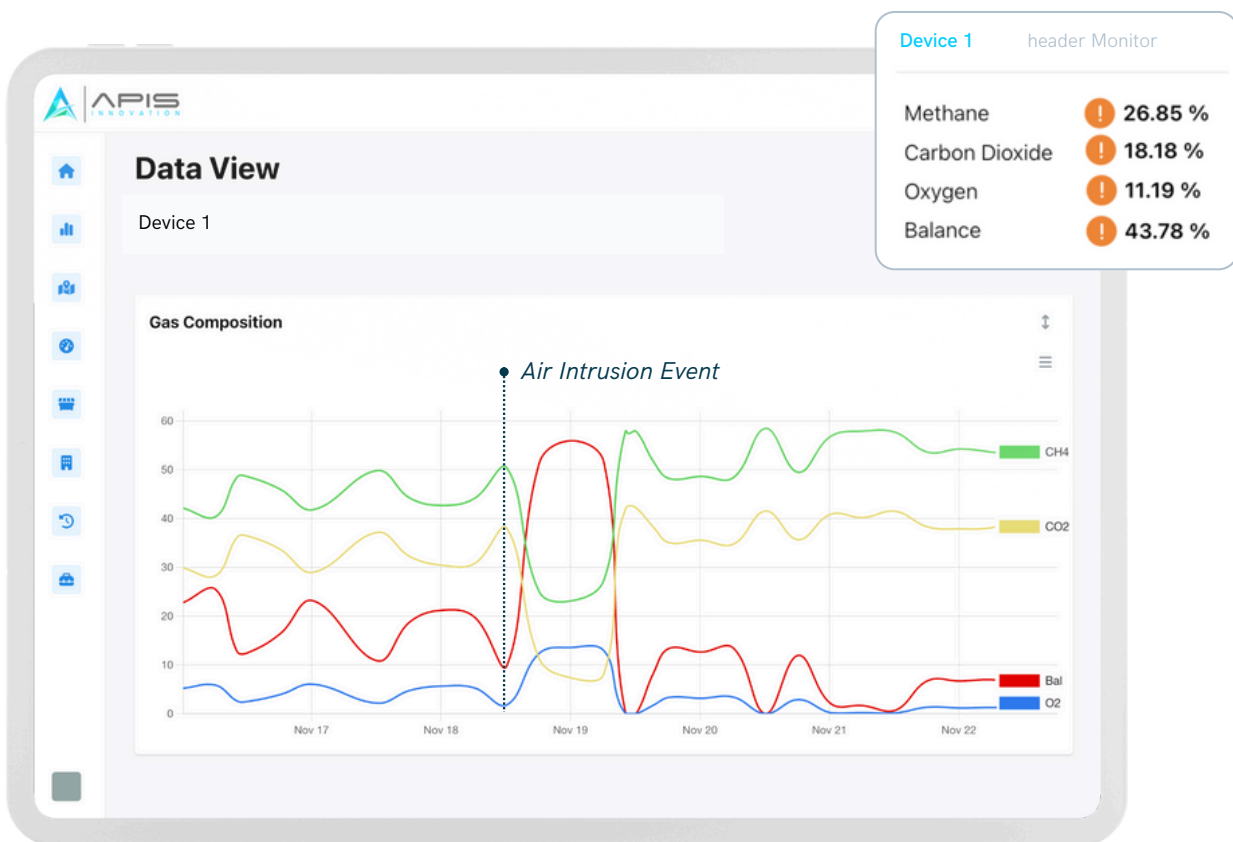 Device 1 header Monitor
Methane ! 26.85 %
Carbon Dioxide ! 18.18 %
Oxygen ! 11.19 %
Balance ! 43.78 %
APIS
INNOVATION
Data View
Device 1
Gas Composition
Air Intrusion Event
60
50
40
30
20
10
0
CH4
CO2
Bal
O2
Nov 17 Nov 18 Nov 19 Nov 20 Nov 21 Nov 22